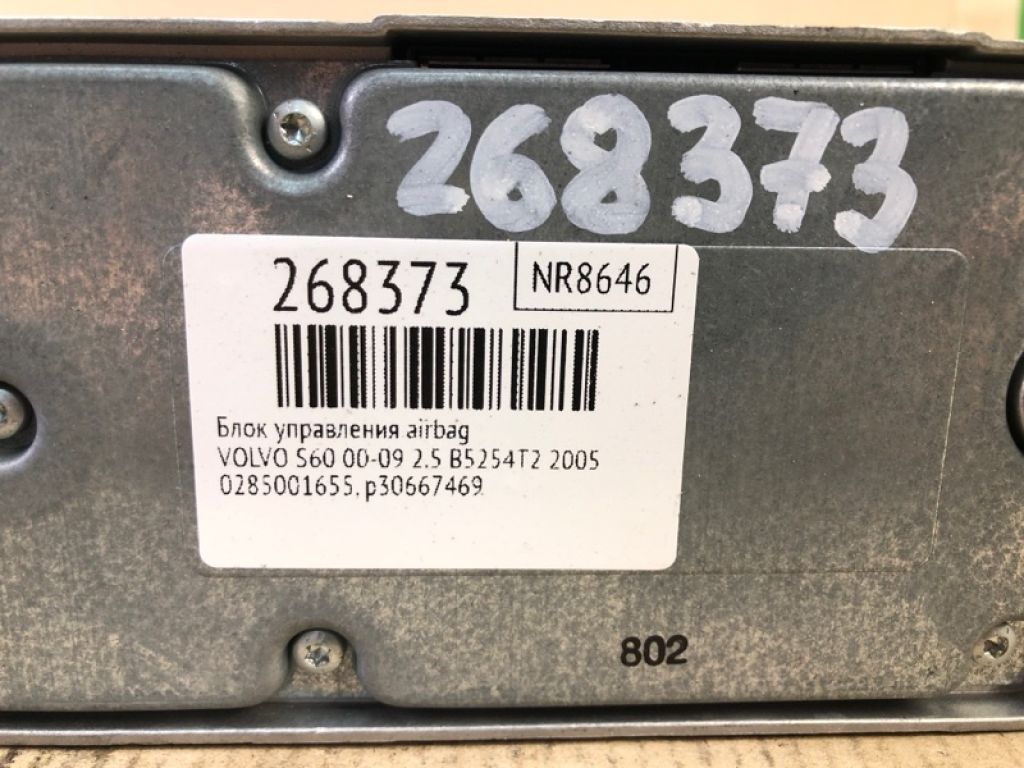 268373
268373
NR8646
Блок управления airbag
VOLVO S60 00-09 2.5 B5254T2 2005
0285001655, p30667469
802